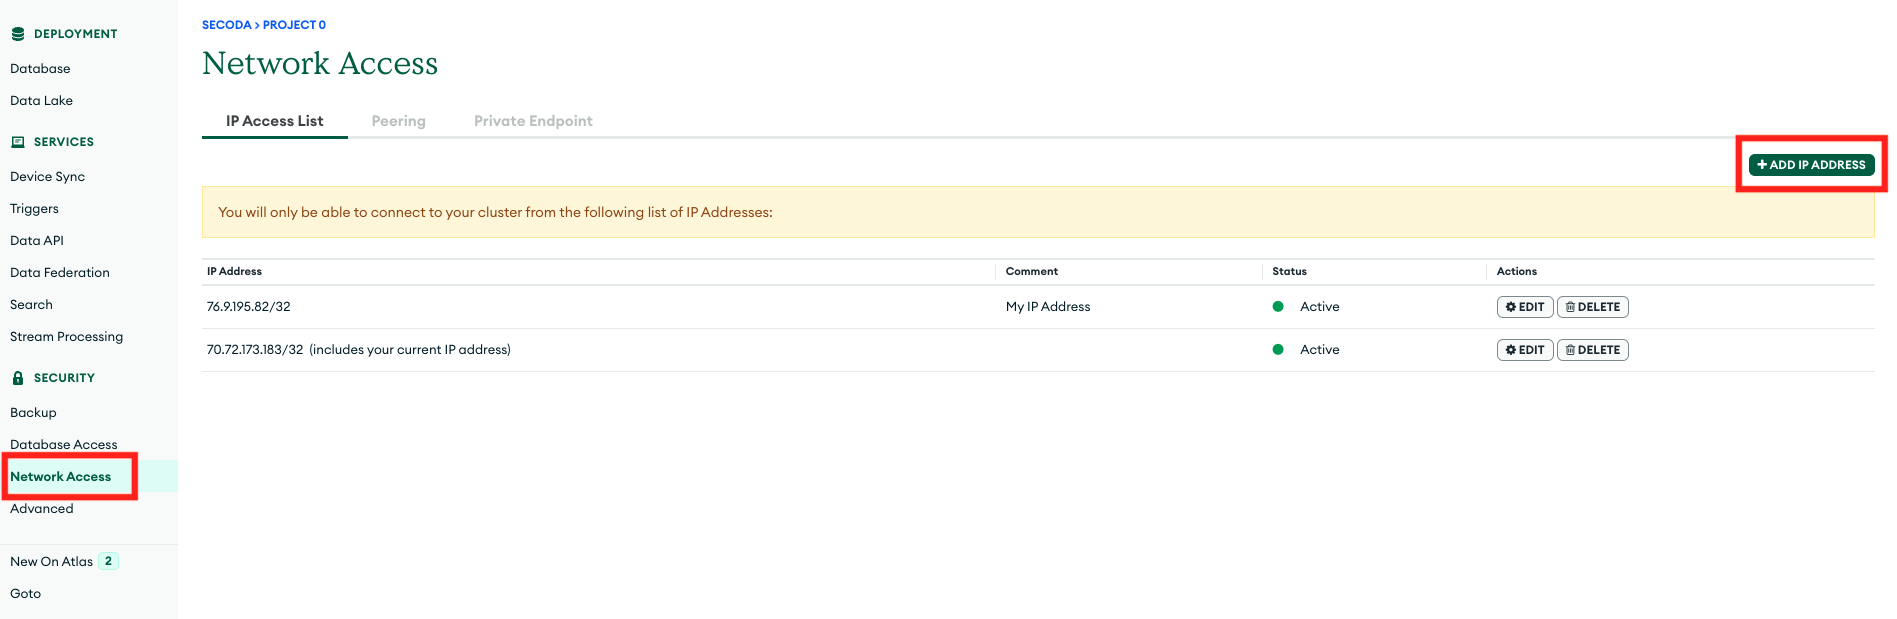 DEPLOYMENT
Database
Data Lake
SERVICES
Device Sync
Triggers
Data API
Data Federation
Search
Stream Processing
SECURITY
Backup
Database Access
Network Access
Advanced
New On Atlas 2
Goto
SECODA > PROJECT 0
Network Access
IP Access List Peering Private Endpoint
+ ADD IP ADDRESS
You will only be able to connect to your cluster from the following list of IP Addresses:
IP Address Comment Status Actions
76.9.195.82/32 My IP Address Active EDIT DELETE
70.72.173.183/32 (includes your current IP address) Active EDIT DELETE